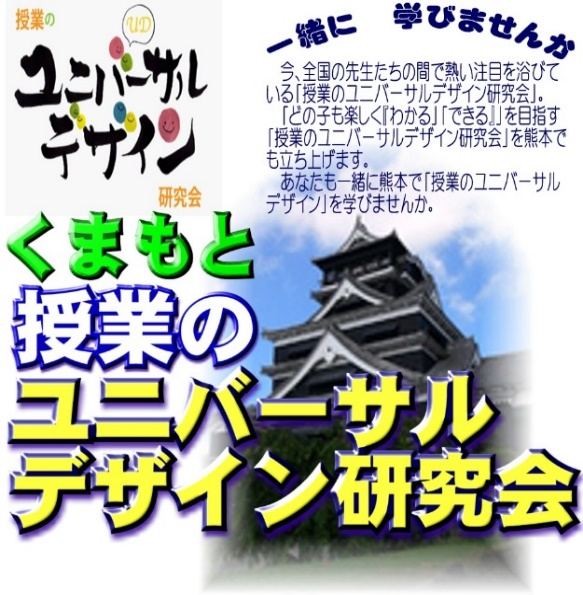 授業の
UD
ユニバーサル
デザイン
研究会
一緒に 学びませんか
今、全国の先生たちの間で熱い注目を浴びて
いる「授業のユニバーサルデザイン研究会」。
「どの子も楽しく『わかる』「できる』」を目指す
「授業のユニバーサルデザイン研究会」を熊本で
も立ち上げます。
あなたも一緒に熊本で「授業のユニバーサル
デザイン」を学びませんか。
くまもと
授業の
ユニバーサル
デザイン研究会